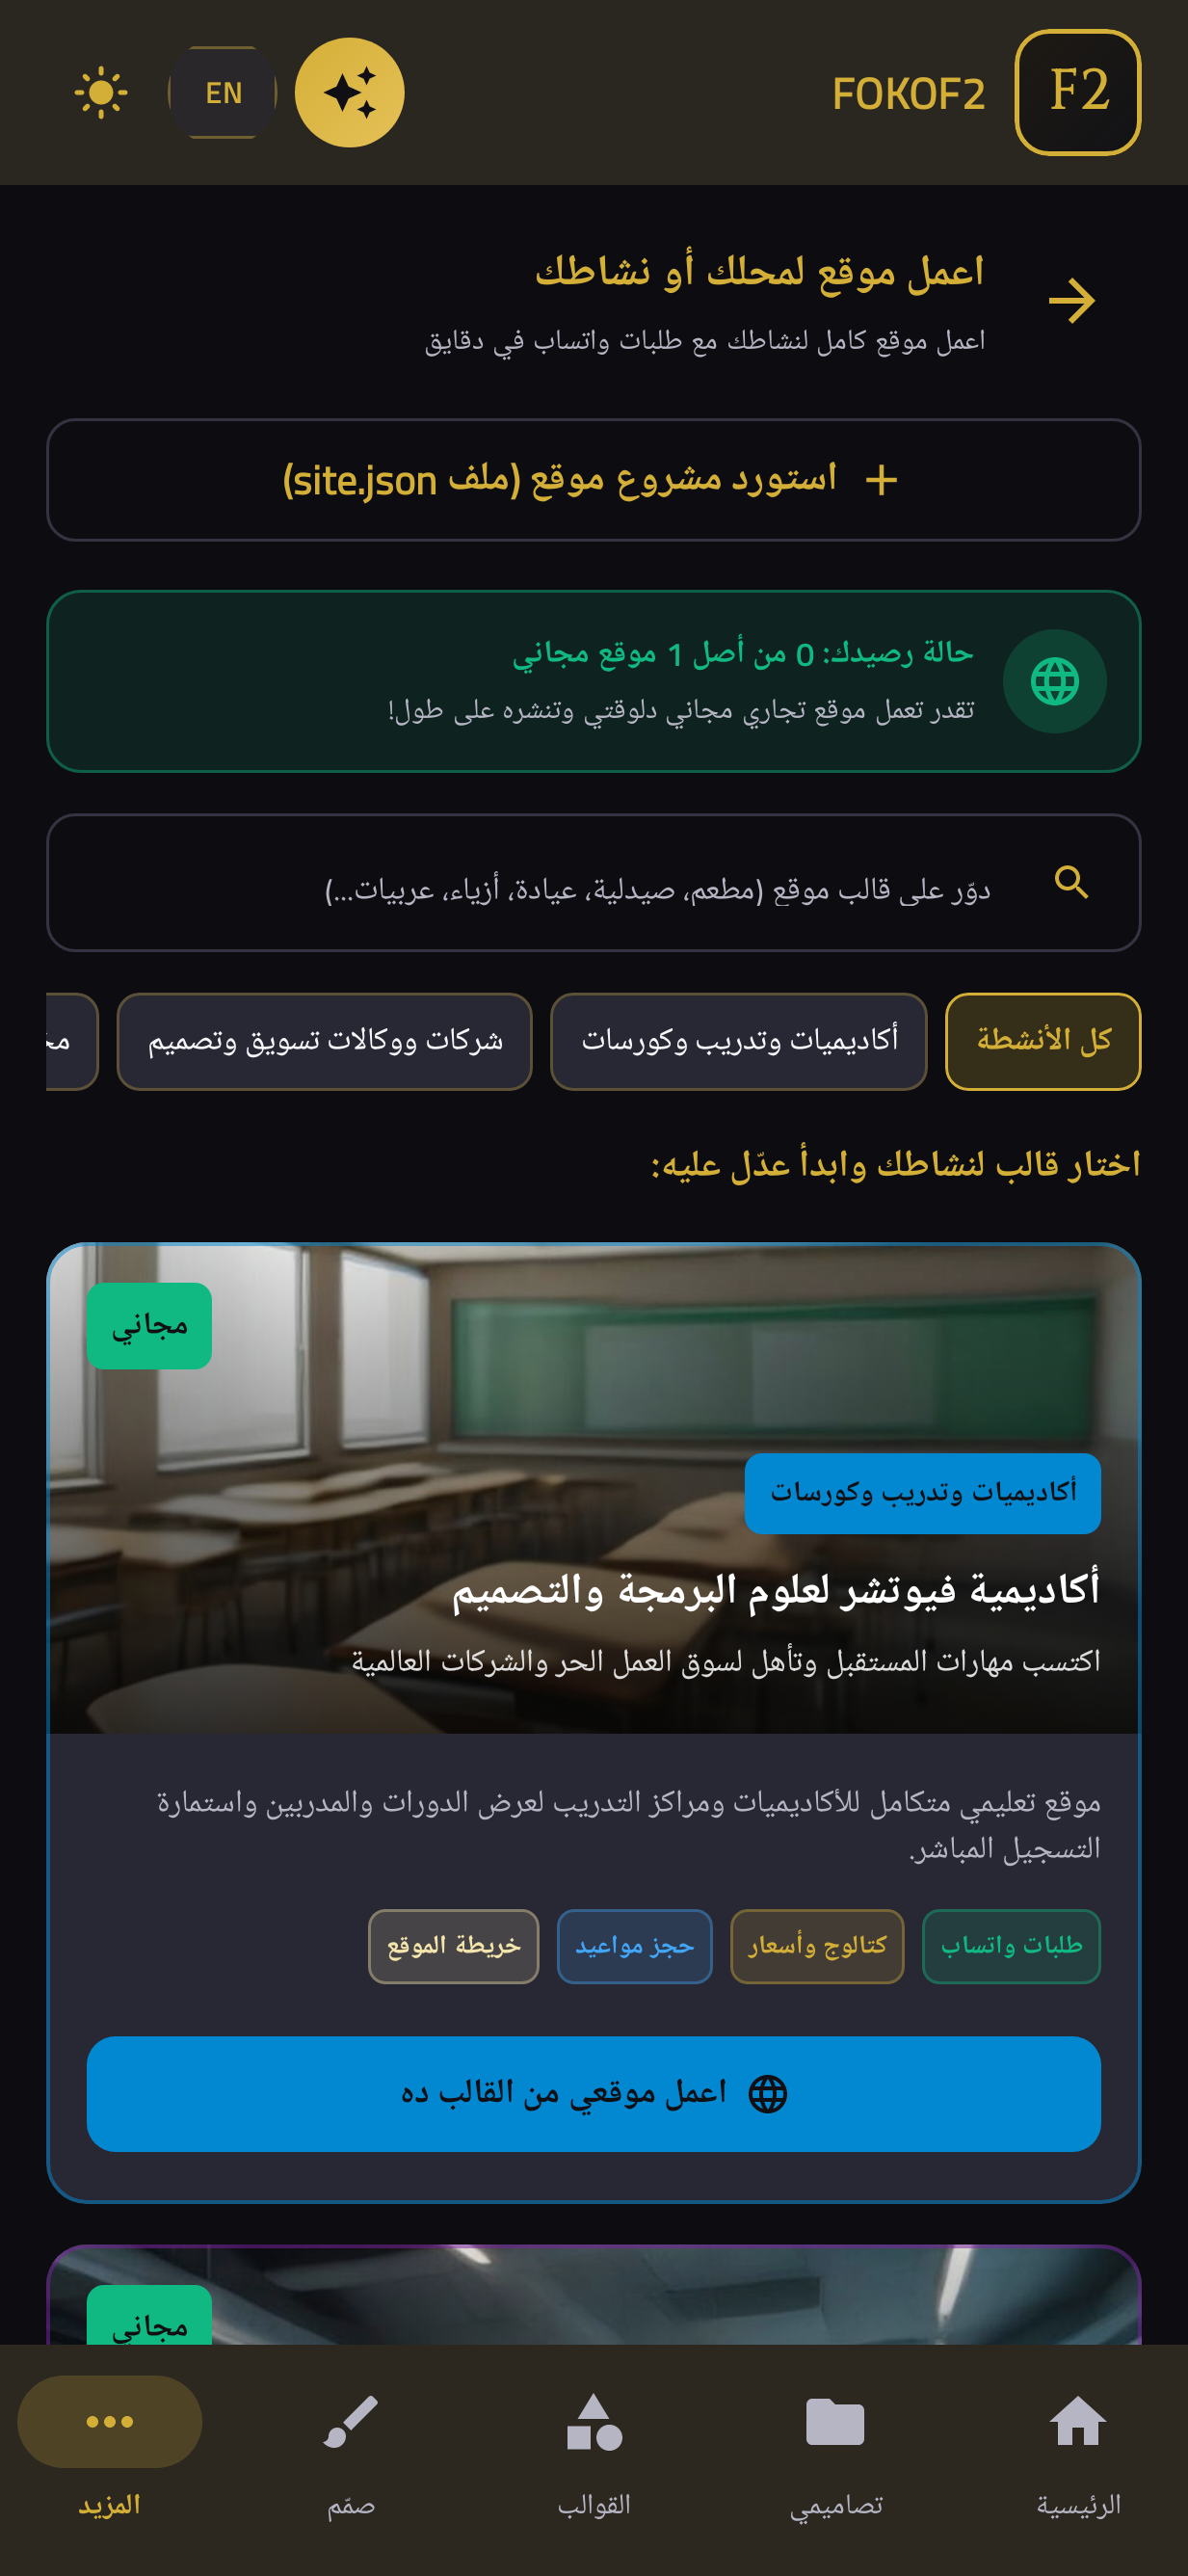 F2
FOKOF2
EN
اعمل موقع لمحلك أو نشاطك
اعمل موقع كامل لنشاطك مع طلبات واتساب في دقايق
استورد مشروع موقع (ملف site.json)
حالة رصيدك: 0 من أصل 1 موقع مجاني
تقدر تعمل موقع تجاري مجاني دلوقتي وتنشره على طول!
دوّر على قالب موقع (مطعم، صيدلية، عيادة، أزياء، عربيات...)
كل الأنشطة
أكاديميات وتدريب وكورسات
شركات ووكالات تسويق وتصميم
اختار قالب لنشاطك وابدأ عدّل عليه:
مجاني
أكاديميات وتدريب وكورسات
أكاديمية فيوتشر لعلوم البرمجة والتصميم
اكتسب مهارات المستقبل وتأهل لسوق العمل الحر والشركات العالمية
موقع تعليمي متكامل للأكاديميات ومراكز التدريب لعرض الدورات والمدربين واستمارة
التسجيل المباشر.
طلبات واتساب
كتالوج وأسعار
حجز مواعيد
خريطة الموقع
اعمل موقعي من القالب ده
مجاني
الرئيسية
تصاميمي
القوالب
صمّم
المزيد